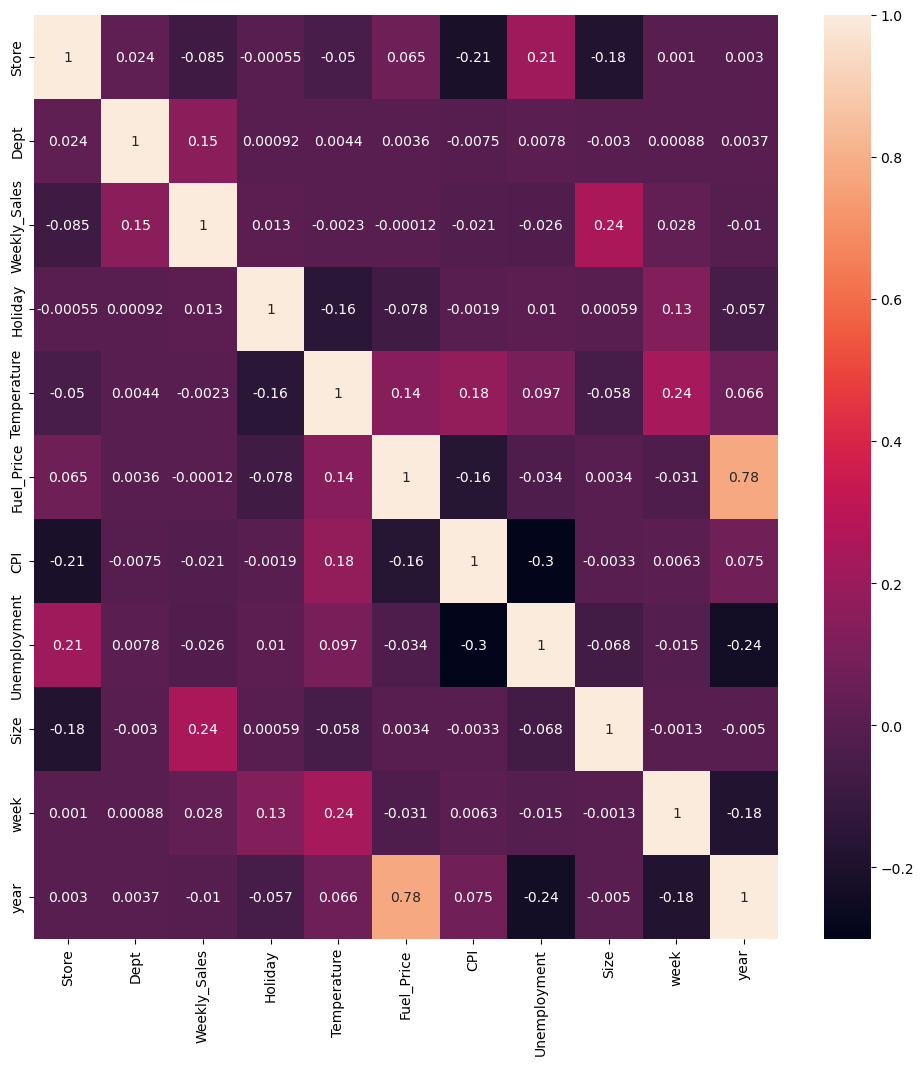 Store 1 0.024 -0.085 -0.00055 -0.05 0.065 -0.21 0.21 -0.18 0.001 0.003
Dept 0.024 1 0.15 0.00092 0.0044 0.0036 -0.0075 0.0078 -0.003 0.00088 0.0037
Weekly_Sales -0.085 0.15 1 0.013 -0.0023 -0.00012 -0.021 -0.026 0.24 0.028 -0.01
Holiday -0.00055 0.00092 0.013 1 -0.16 -0.078 -0.0019 0.01 0.00059 0.13 -0.057
Temperature -0.05 0.0044 -0.0023 -0.16 1 0.14 0.18 0.097 -0.058 0.24 0.066
Fuel_Price 0.065 0.0036 -0.00012 -0.078 0.14 1 -0.16 -0.034 0.0034 -0.031 0.78
CPI -0.21 -0.0075 -0.021 -0.0019 0.18 -0.16 1 -0.3 -0.0033 0.0063 0.075
Unemployment 0.21 0.0078 -0.026 0.01 0.097 -0.034 -0.3 1 -0.068 -0.015 -0.24
Size -0.18 -0.003 0.24 0.00059 -0.058 0.0034 -0.0033 -0.068 1 -0.0013 -0.005
week 0.001 0.00088 0.028 0.13 0.24 -0.031 0.0063 -0.015 -0.0013 1 -0.18
year 0.003 0.0037 -0.01 -0.057 0.066 0.78 0.075 -0.24 -0.005 -0.18 1
Store Dept Weekly_Sales Holiday Temperature Fuel_Price CPI Unemployment Size week year
1.0
0.8
0.6
0.4
0.2
0.0
−0.2